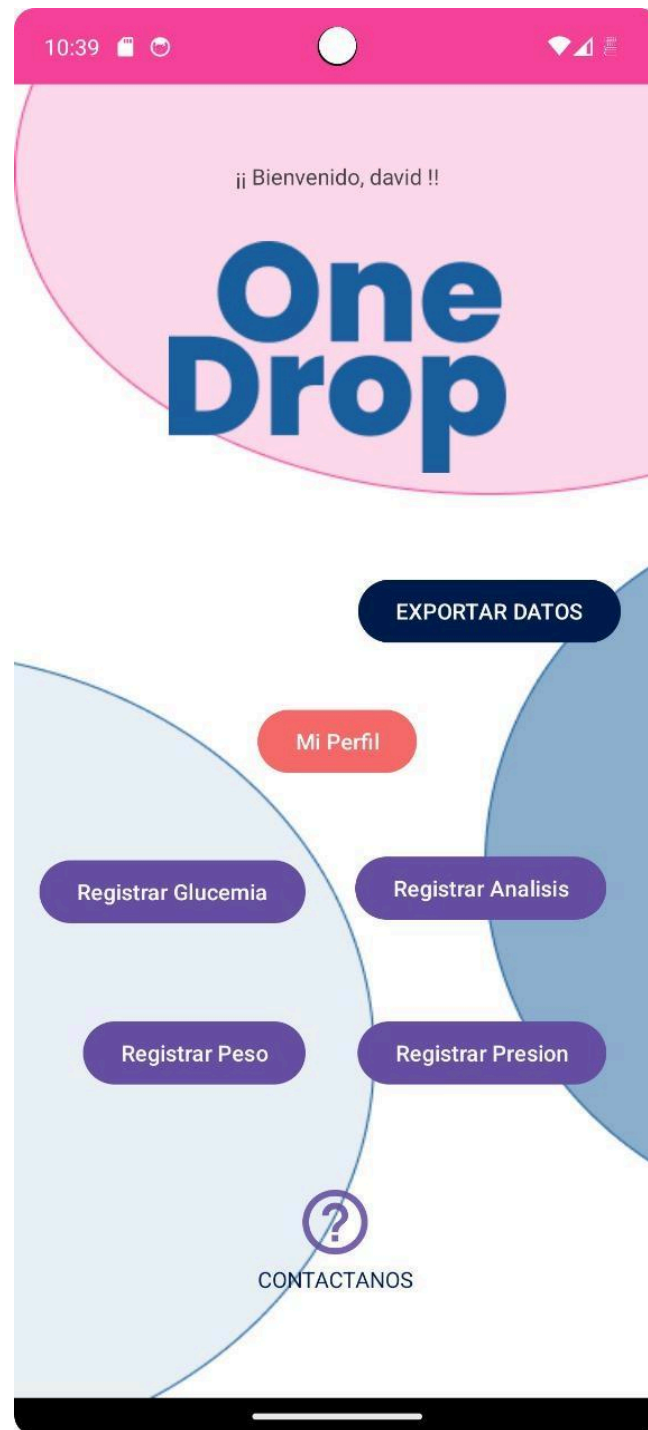 10:39
¡¡ Bienvenido, david !!
One
Drop
EXPORTAR DATOS
Mi Perfil
Registrar Glucemia
Registrar Analisis
Registrar Peso
Registrar Presion
?
CONTACTANOS